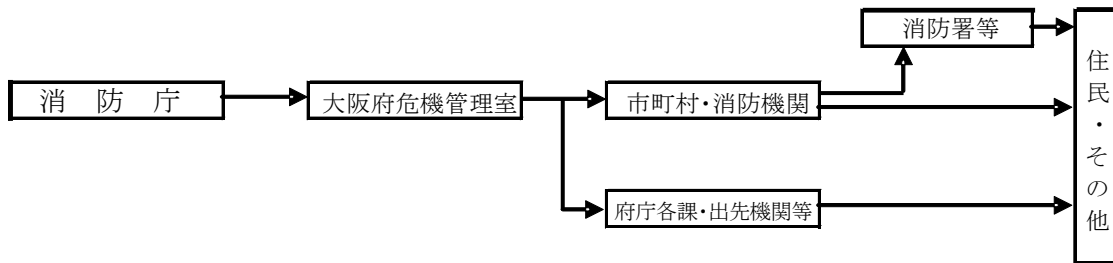 消防署等
消防庁
大阪府危機管理室
市町村・消防機関
府庁各課・出先機関等
住民・その他